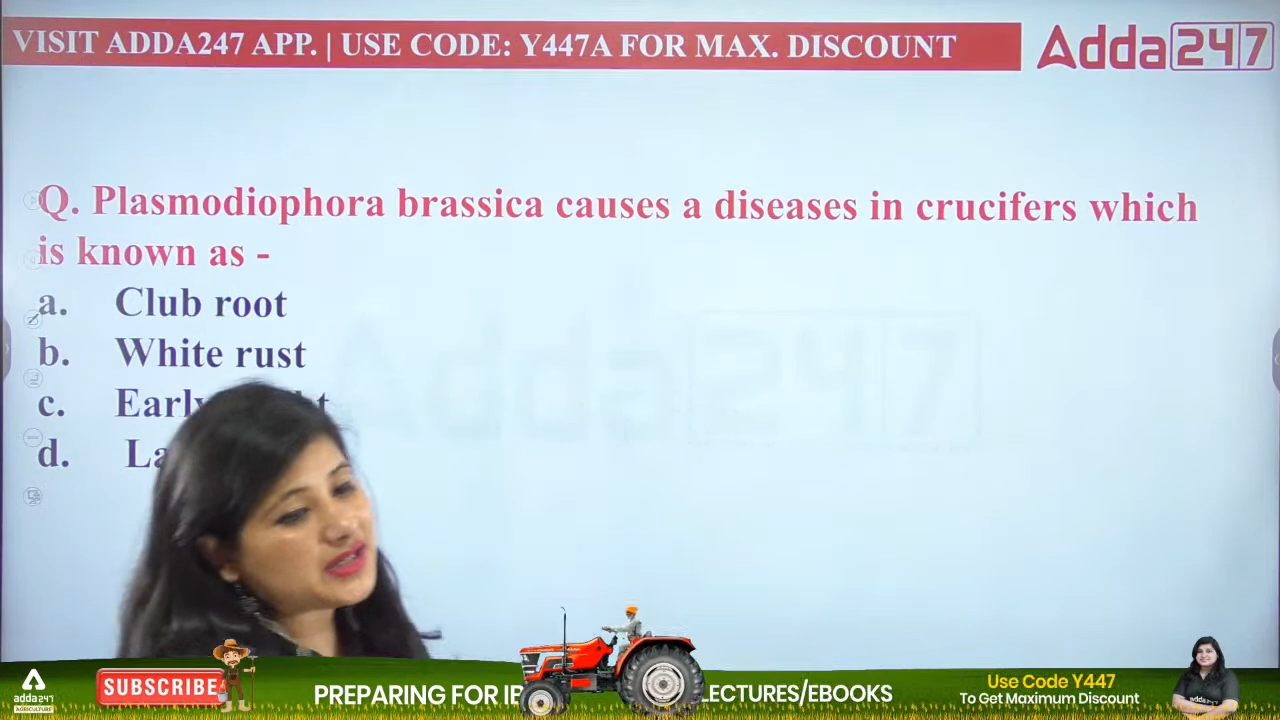 VISIT ADDA247 APP. | USE CODE: Y447A FOR MAX. DISCOUNT
Adda247
Q. Plasmodiophora brassica causes a diseases in crucifers which
is known as -
a. Club root
b. White rust
c.
d.
Adda247
adda247
AGRICULTURE
SUBSCRIBE
PREPARING FOR
LECTURES/EBOOKS
Use Code Y447
To Get Maximum Discount
adda247